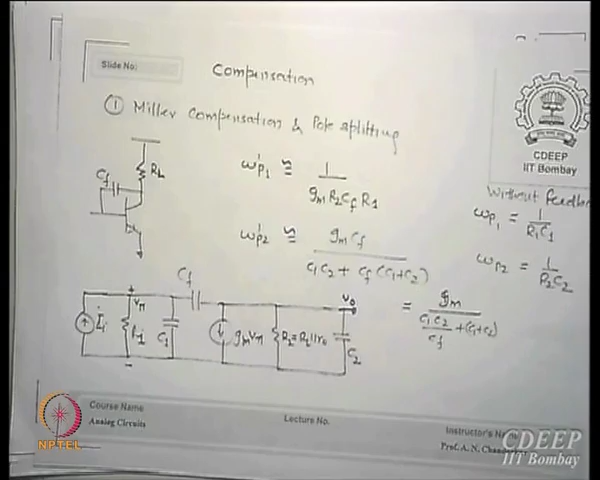 Slide No:
Compensation
① Miller Compensation & Pole splitting
CDEEP
IIT Bombay
Without Feedback
RL
Cf
ω'p1 ≅ 1 / gm R2 Cf R1
ωp1 = 1 / R1C1
ω'p2 ≅ gm Cf / C1C2 + Cf (C1+C2)
ωp2 = 1 / R2C2
= gm / (C1C2 / Cf + (C1+C2))
Cf
Vπ
Vo
Ii
C1
gmVπ
R2=RL||ro
C2
+
−
NPTEL
Course Name
Analog Circuits
Lecture No.
Instructor's
Prof. A. N.
CDEEP
IIT Bombay